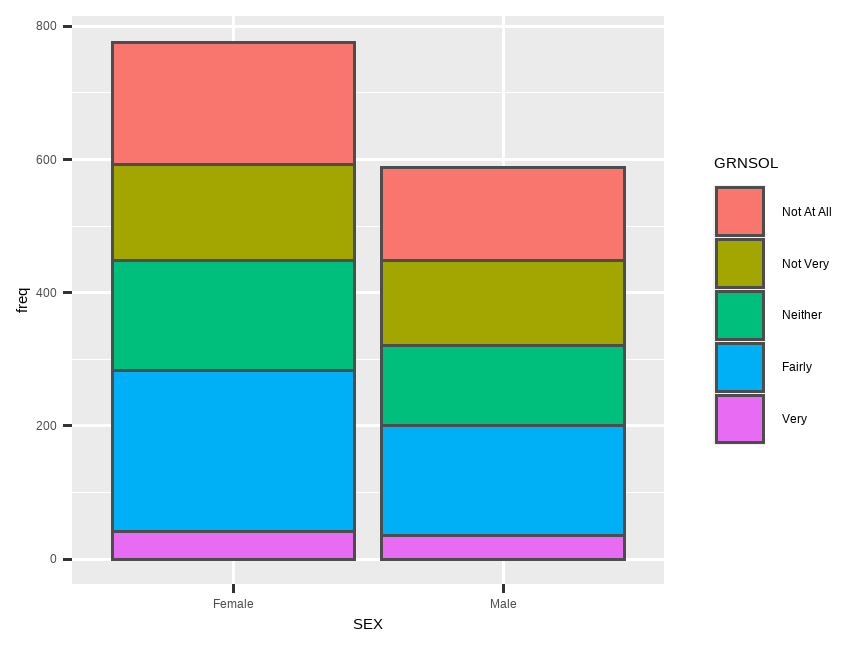 800
600
400
200
0
freq
Female
Male
SEX
GRNSOL
Not At All
Not Very
Neither
Fairly
Very